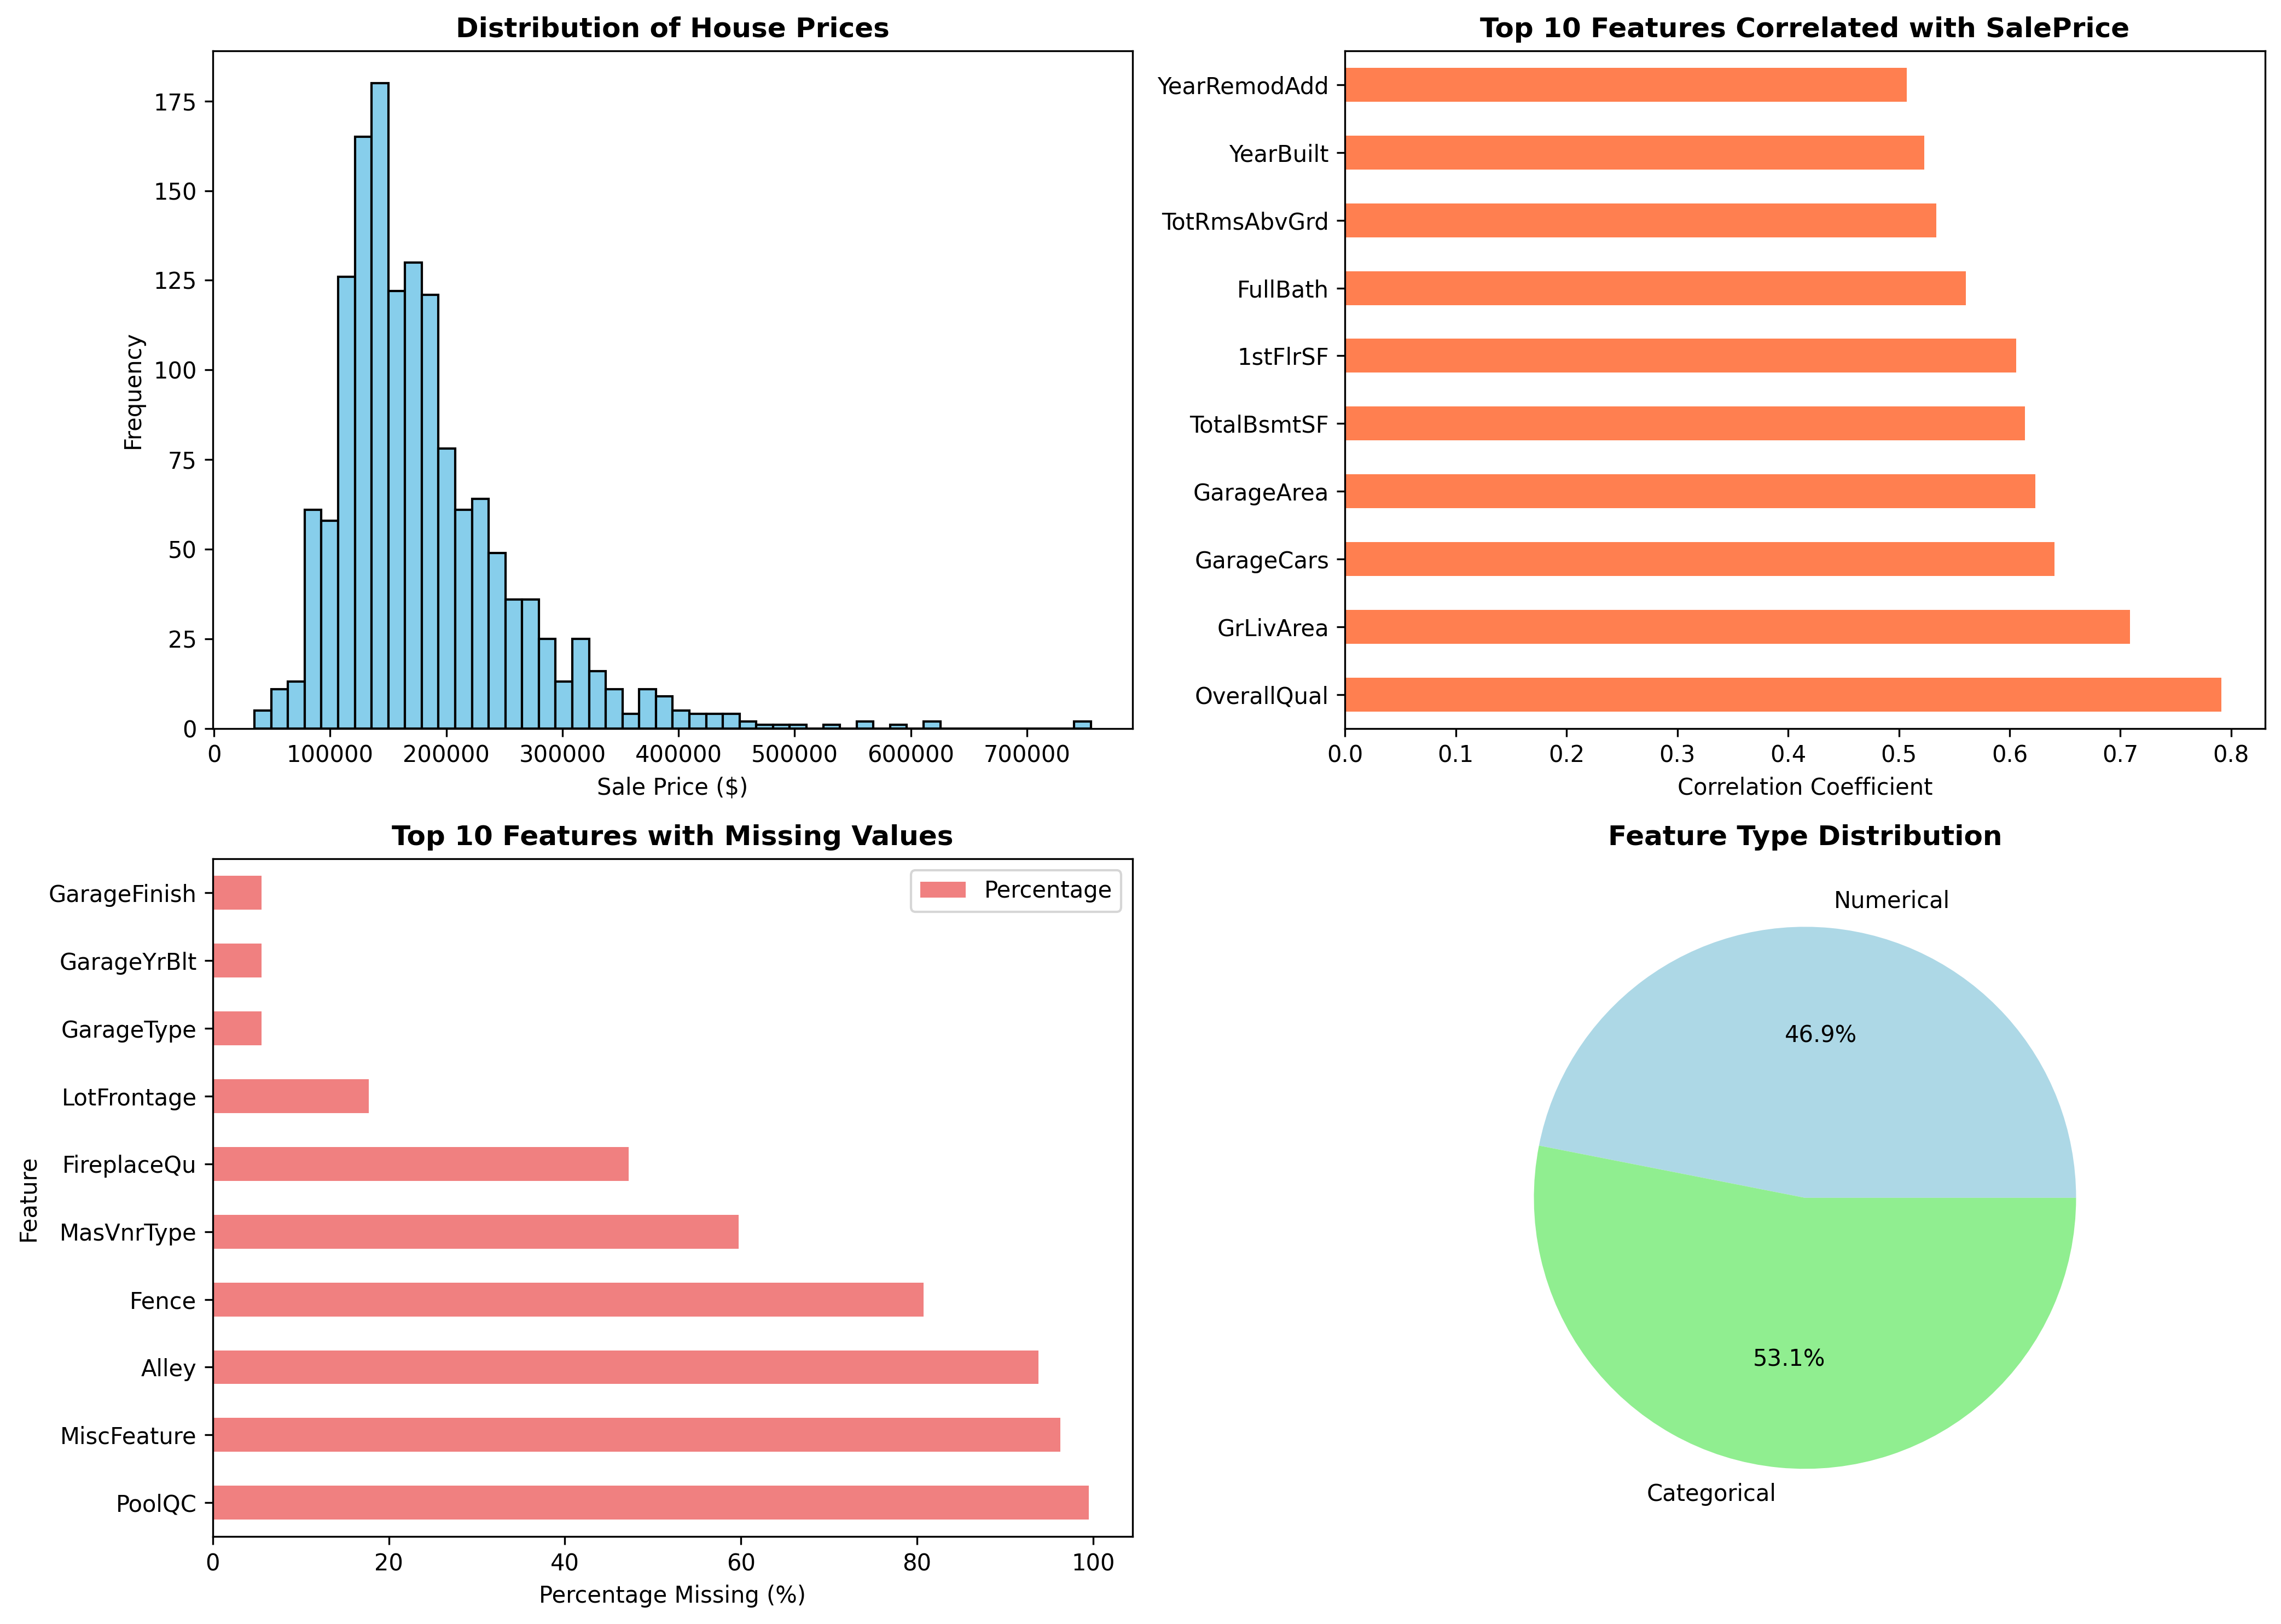 Distribution of House Prices
Frequency
175
150
125
100
75
50
25
0
0 100000 200000 300000 400000 500000 600000 700000
Sale Price ($)
Top 10 Features Correlated with SalePrice
YearRemodAdd
YearBuilt
TotRmsAbvGrd
FullBath
1stFlrSF
TotalBsmtSF
GarageArea
GarageCars
GrLivArea
OverallQual
0.0 0.1 0.2 0.3 0.4 0.5 0.6 0.7 0.8
Correlation Coefficient
Top 10 Features with Missing Values
Percentage
Feature
GarageFinish
GarageYrBlt
GarageType
LotFrontage
FireplaceQu
MasVnrType
Fence
Alley
MiscFeature
PoolQC
0 20 40 60 80 100
Percentage Missing (%)
Feature Type Distribution
Numerical
46.9%
53.1%
Categorical